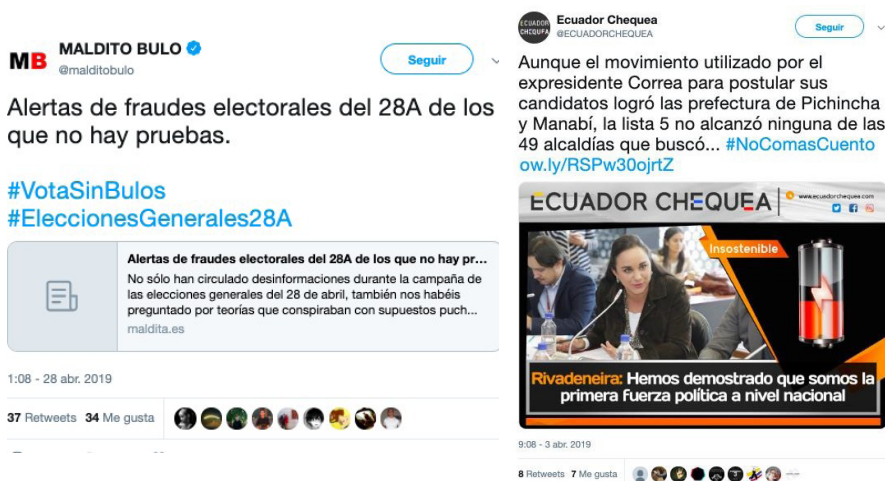 MB
MALDITO BULO
@malditobulo
Seguir
Alertas de fraudes electorales del 28A de los
que no hay pruebas.
#VotaSinBulos
#EleccionesGenerales28A
Alertas de fraudes electorales del 28A de los que no hay pr...
No sólo han circulado desinformaciones durante la campaña de
las elecciones generales del 28 de abril, también nos habéis
preguntado por teorías que conspiraban con supuestos puch...
maldita.es
1:08 - 28 abr. 2019
37 Retweets 34 Me gusta
ECUADOR
CHEQUEA
Ecuador Chequea
@ECUADORCHEQUEA
Seguir
Aunque el movimiento utilizado por el
expresidente Correa para postular sus
candidatos logró las prefectura de Pichincha
y Manabí, la lista 5 no alcanzó ninguna de las
49 alcaldías que buscó... #NoComasCuento
ow.ly/RSPw30ojrtZ
ECUADOR CHEQUEA
www.ecuadorchequea.com
Insostenible
Rivadeneira: Hemos demostrado que somos la
primera fuerza política a nivel nacional
9:08 - 3 abr. 2019
8 Retweets 7 Me gusta